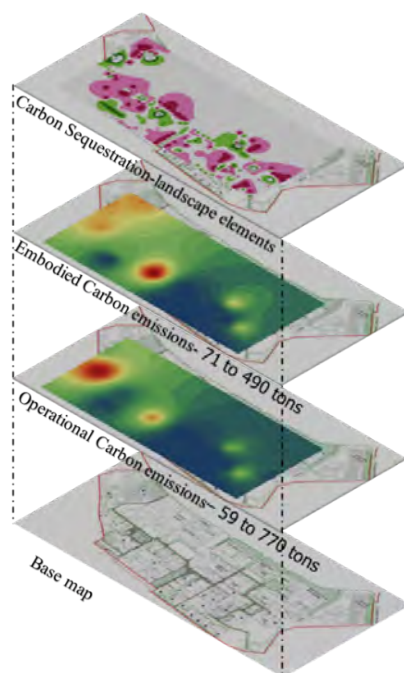 Carbon Sequestration-landscape elements
Embodied Carbon emissions- 71 to 490 tons
Operational Carbon emissions- 59 to 770 tons
Base map